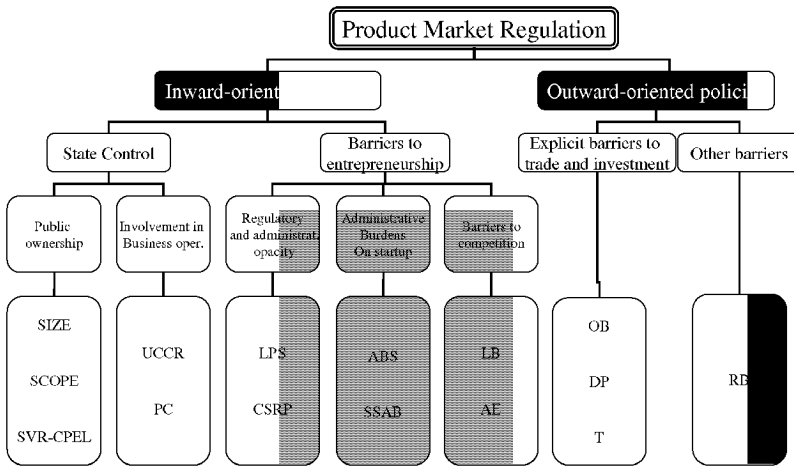 Product Market Regulation
Inward-orient
Outward-oriented polici
State Control
Barriers to
entrepreneurship
Explicit barriers to
trade and investment
Other barriers
Public
ownership
Involvement in
Business oper.
Regulatory
and administrat.
opacity
Administrative
Burdens
On startup
Barriers to
competition
SIZE
SCOPE
SVR-CPEL
UCCR
PC
LPS
CSRP
ABS
SSAB
LB
AE
OB
DP
T
RB